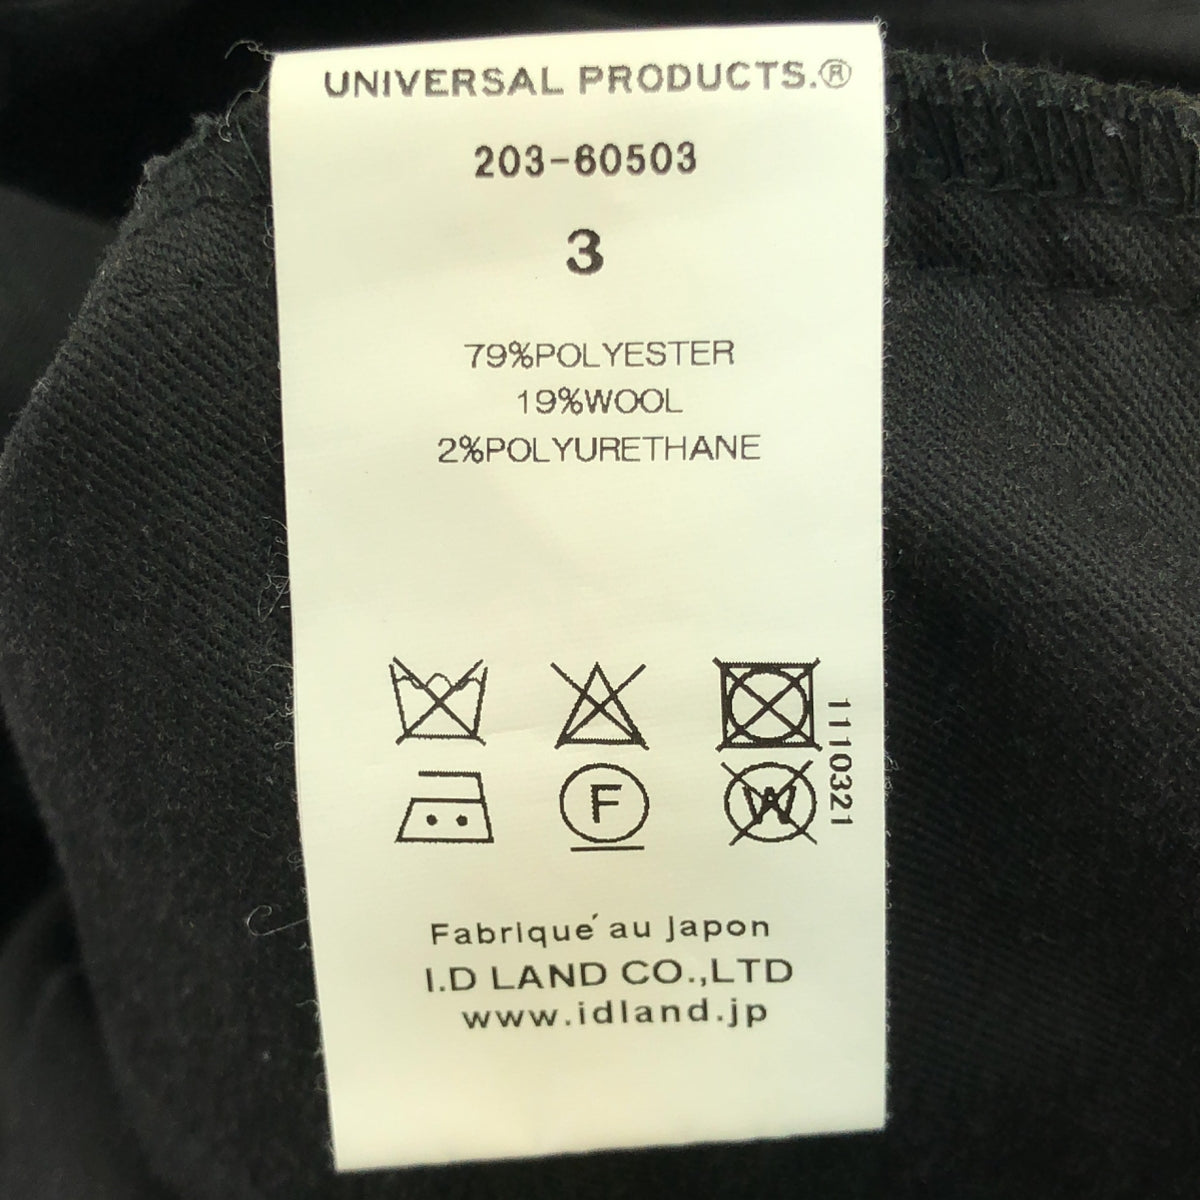 UNIVERSAL PRODUCTS.®
203-60503
3
79%POLYESTER
19%WOOL
2%POLYURETHANE
1110321
F
W
Fabrique´ au Japon
I.D LAND CO.,LTD
www.idland.jp